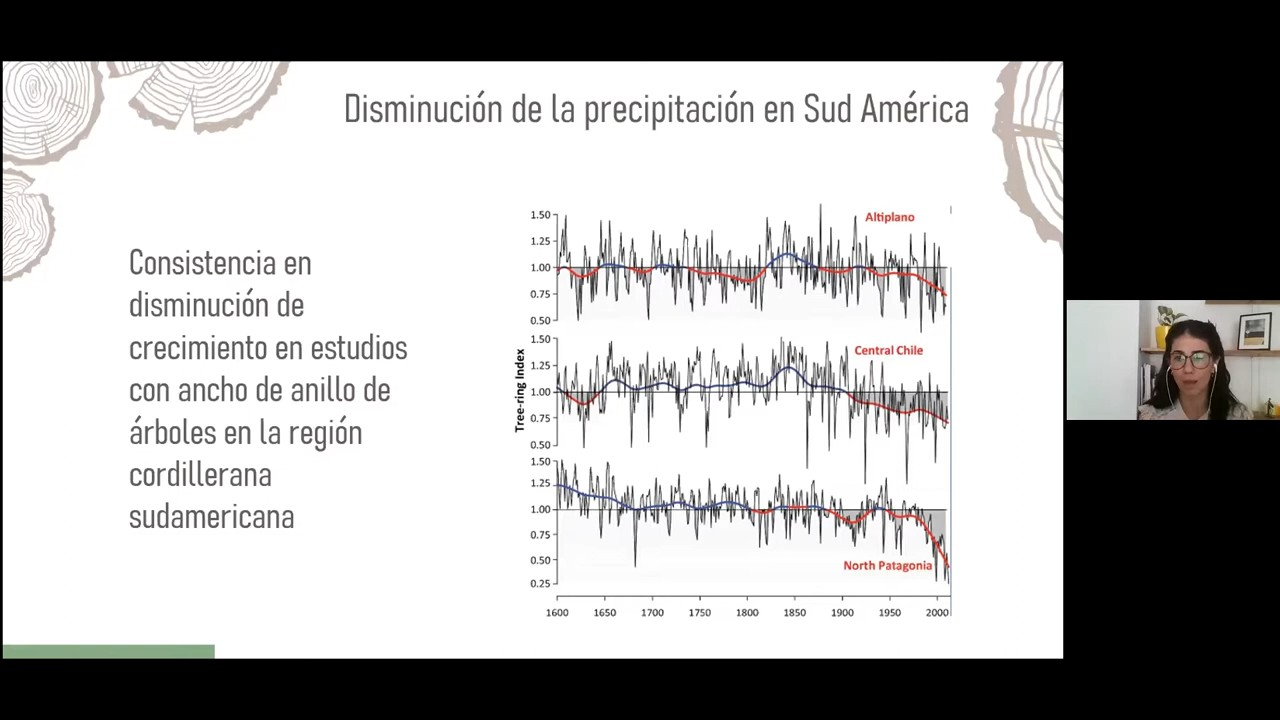 Disminución de la precipitación en Sud América
Consistencia en
disminución de
crecimiento en estudios
con ancho de anillo de
árboles en la región
cordillerana
sudamericana
Tree-ring Index
1.50
1.25
1.00
0.75
0.50
Altiplano
1.50
1.25
1.00
0.75
0.50
Central Chile
1.50
1.25
1.00
0.75
0.50
0.25
North Patagonia
1600 1650 1700 1750 1800 1850 1900 1950 2000